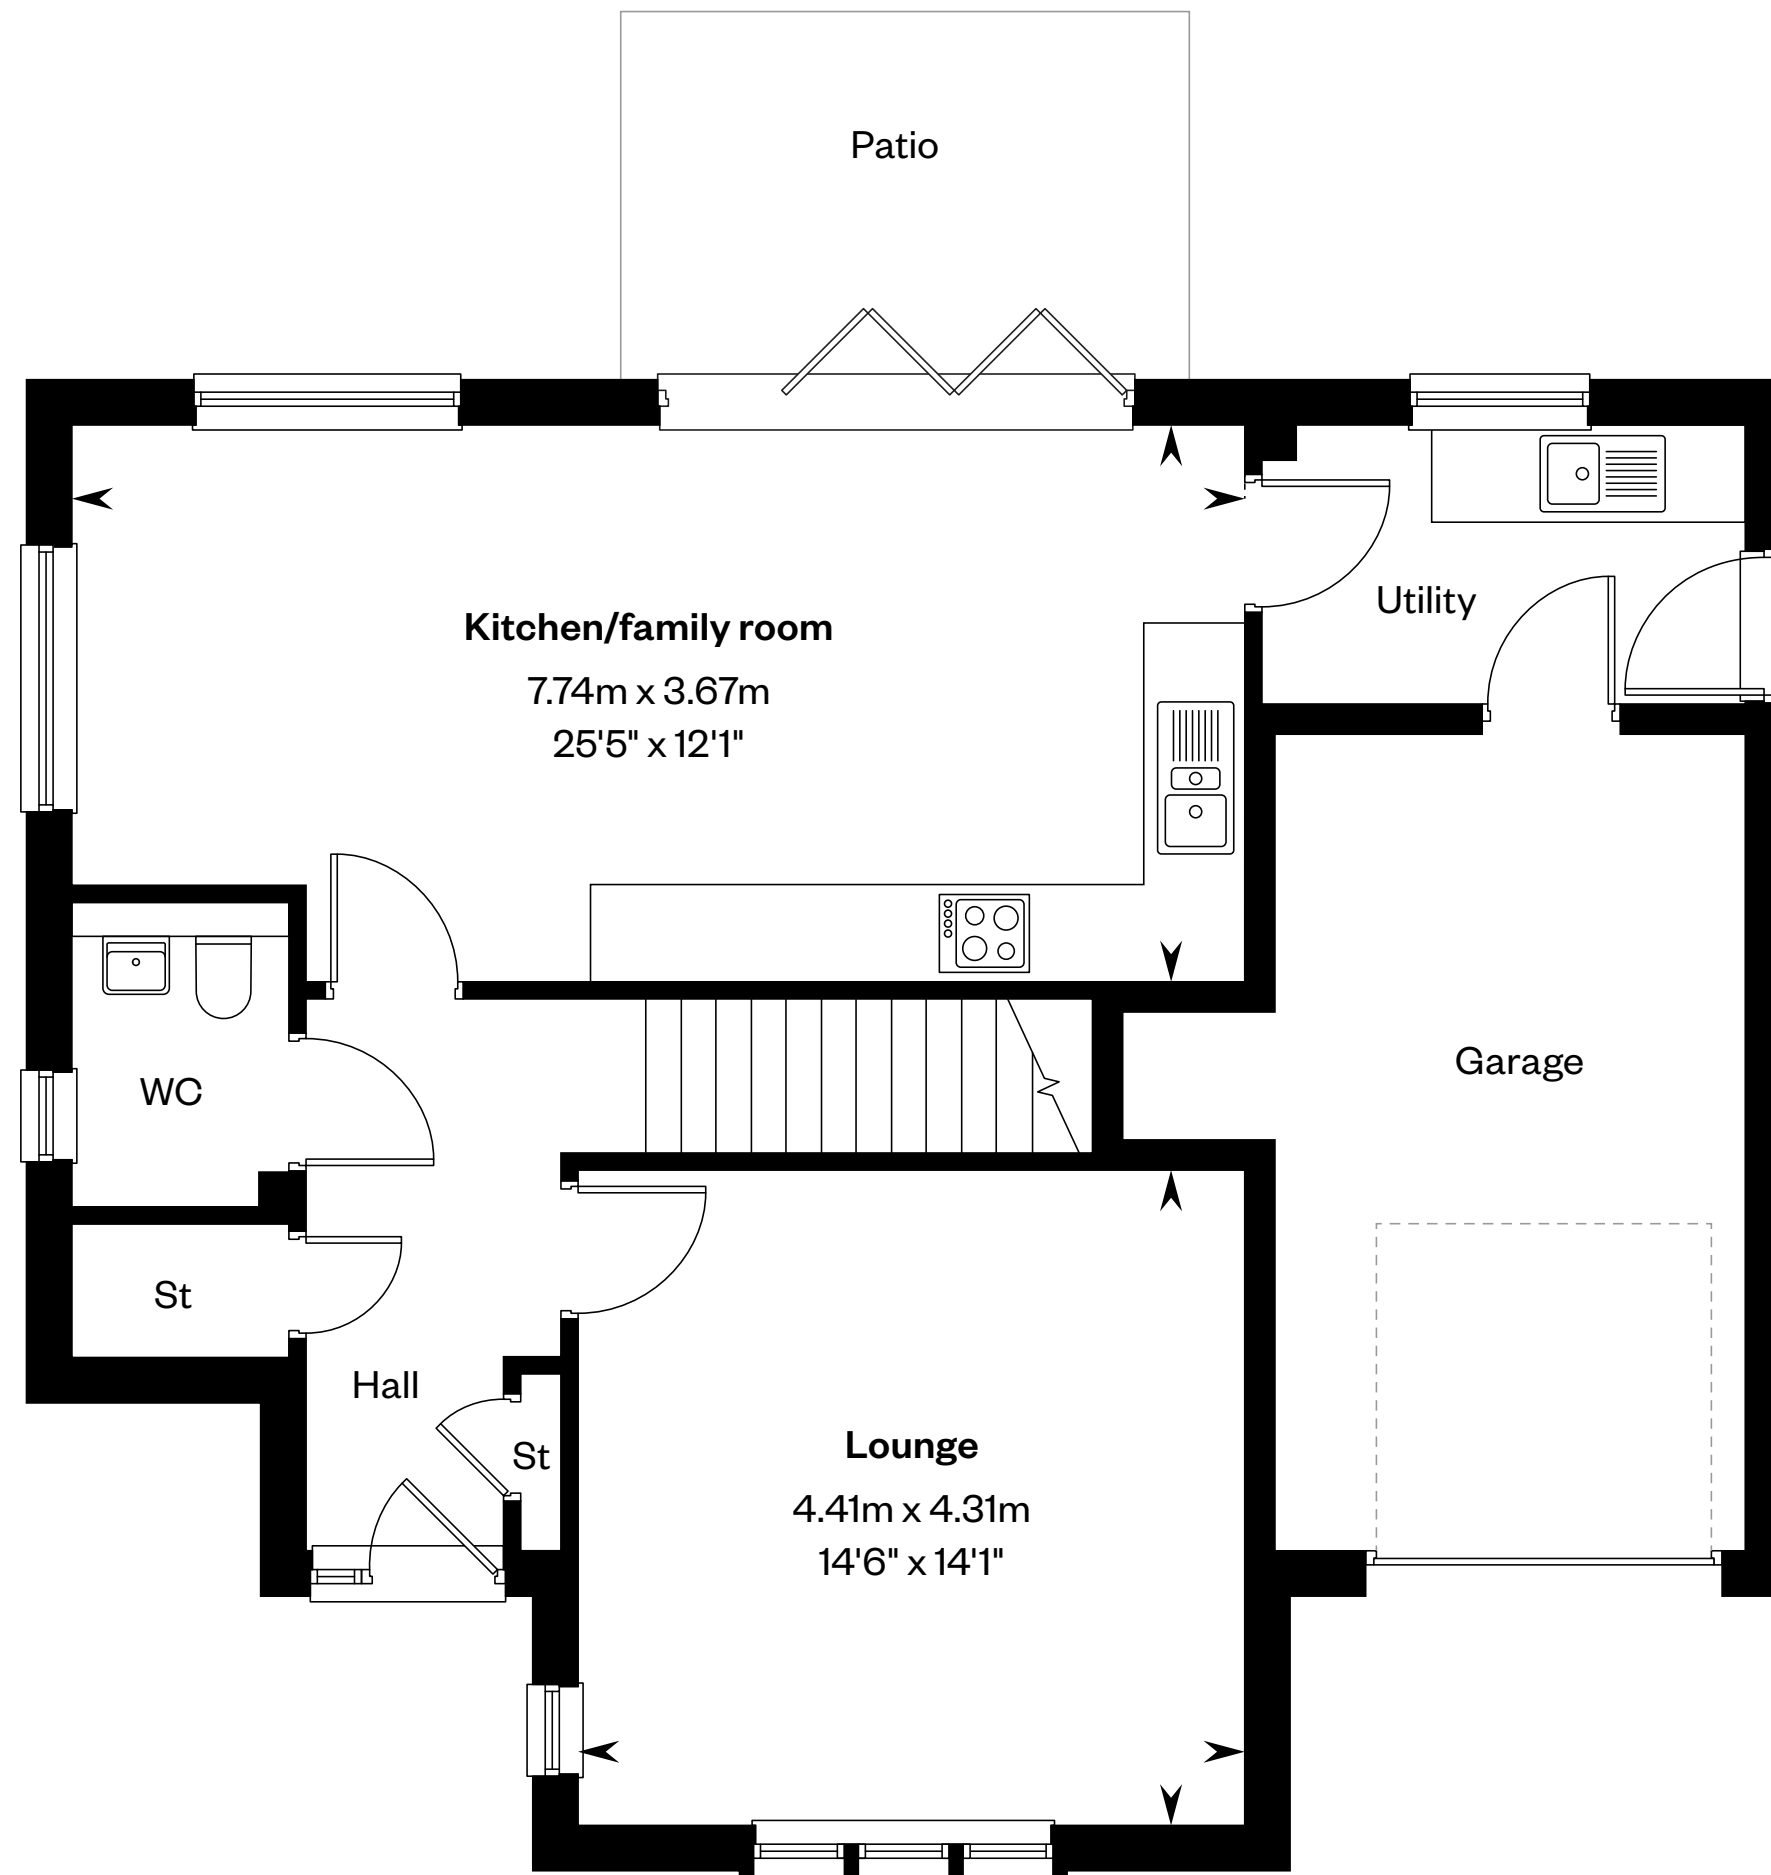 Patio
Kitchen/family room
7.74m x 3.67m
25'5" x 12'1"
Utility
Garage
WC
St
Hall
St
Lounge
4.41m x 4.31m
14'6" x 14'1"